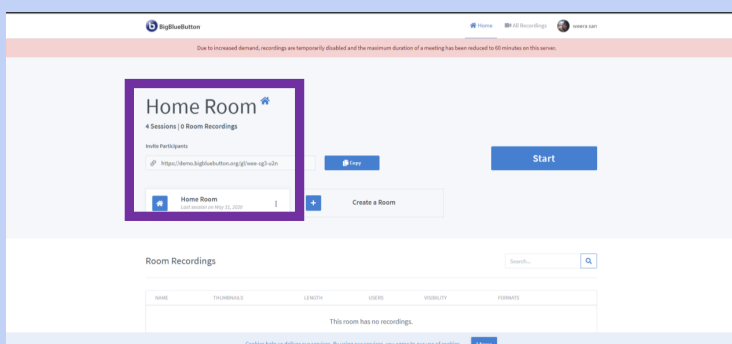 BigBlueButton
Home All Recordings weera san
Due to increased demand, recordings are temporarily disabled and the maximum duration of a meeting has been reduced to 60 minutes on this server.
Home Room
4 Sessions | 0 Room Recordings
Invite Participants
https://demo.bigbluebutton.org/gl/wee-cg3-u2n
Copy
Start
Home Room
Last session on May 31, 2020
Create a Room
Room Recordings
Search...
NAME THUMBNAILS LENGTH USERS VISIBILITY FORMATS
This room has no recordings.